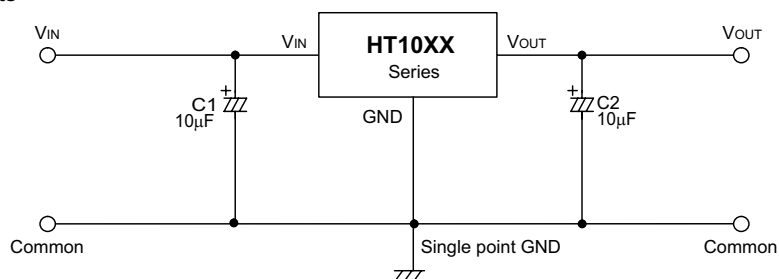 VIN
VIN
HT10XX
Series
VOUT
VOUT
+
C1
10µF
GND
+
C2
10µF
Common
Single point GND
Common